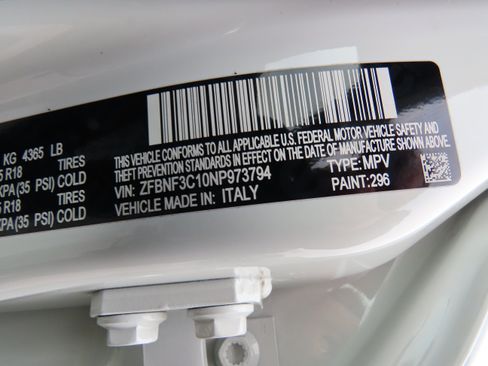 KG 4365 LB
5 R18 TIRES
KPA (35 PSI) COLD
5 R18 TIRES
KPA (35 PSI) COLD
THIS VEHICLE CONFORMS TO ALL APPLICABLE U.S. FEDERAL MOTOR VEHICLE SAFETY AND
THEFT PREVENTION STANDARDS IN EFFECT ON THE DATE OF MANUFACTURE SHOWN ABOVE.
VIN: ZFBNF3C10NP973794 TYPE: MPV
VEHICLE MADE IN: ITALY PAINT: 296